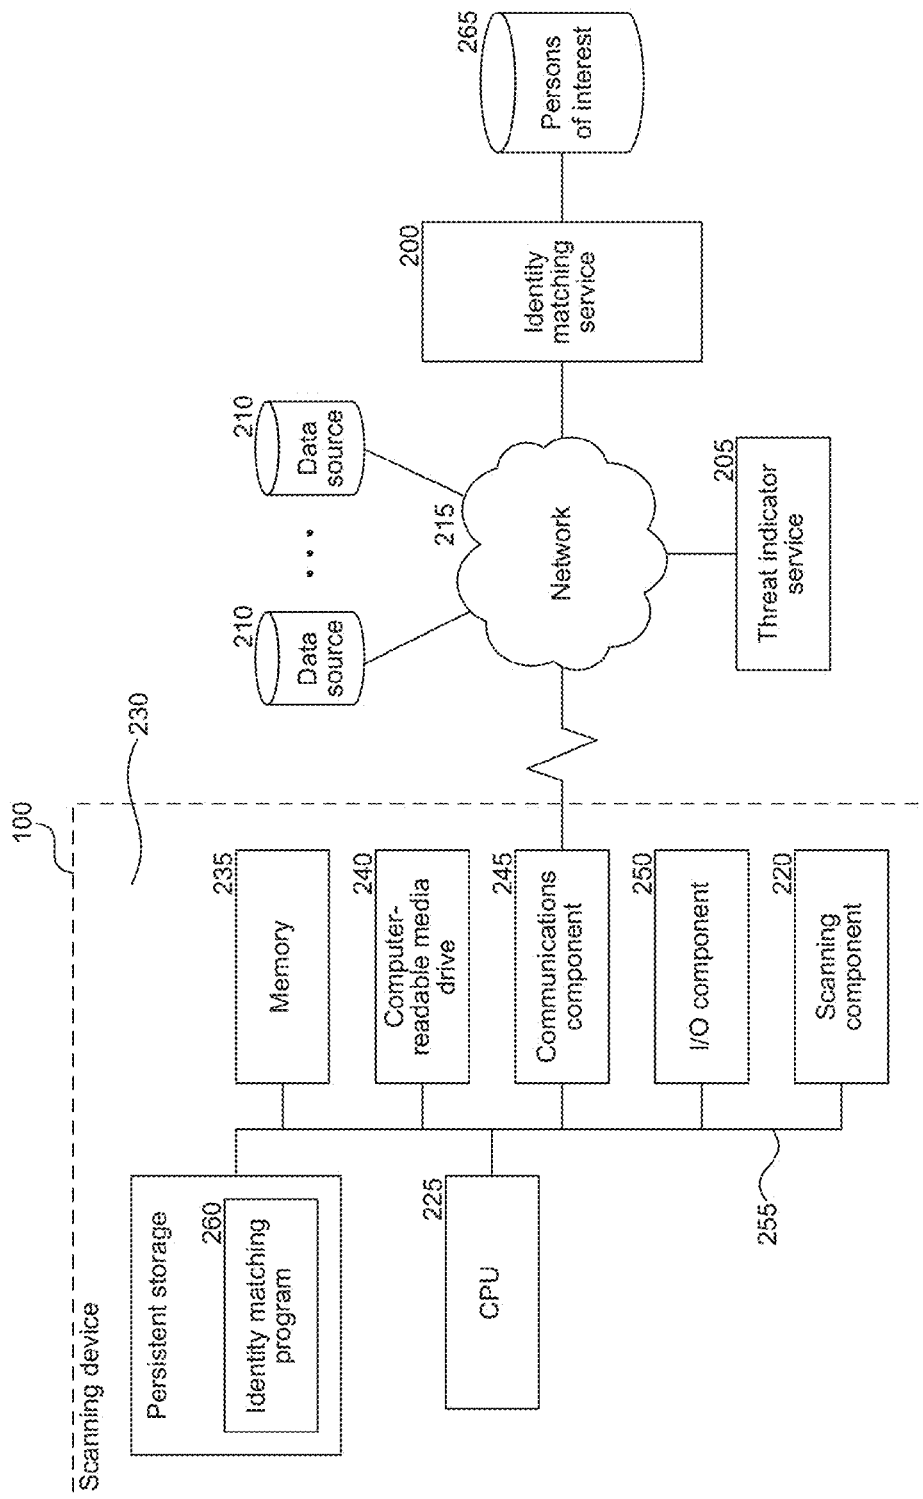 Scanning device
100
230
Persistent storage
260
Identity matching
program
CPU
225
255
Memory
235
Computer-
readable media
drive
240
Communications
component
245
I/O component
250
Scanning
component
220
Data
source
210
Data
source
210
Network
215
Threat indicator
service
205
Identity
matching
service
200
Persons
of interest
265